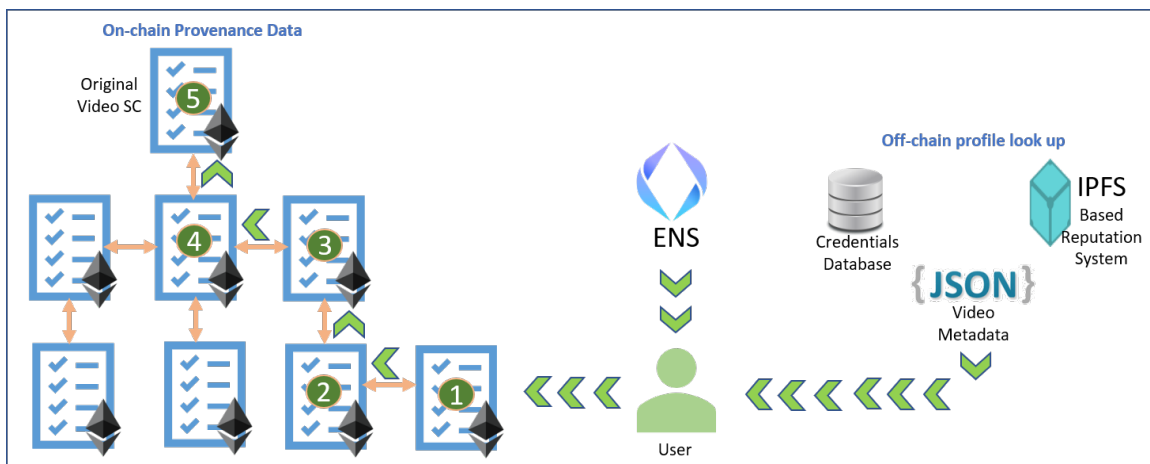 On-chain Provenance Data
Original
Video SC
5
4
3
2
1
ENS
User
Off-chain profile look up
Credentials
Database
IPFS
Based
Reputation
System
{JSON}
Video
Metadata